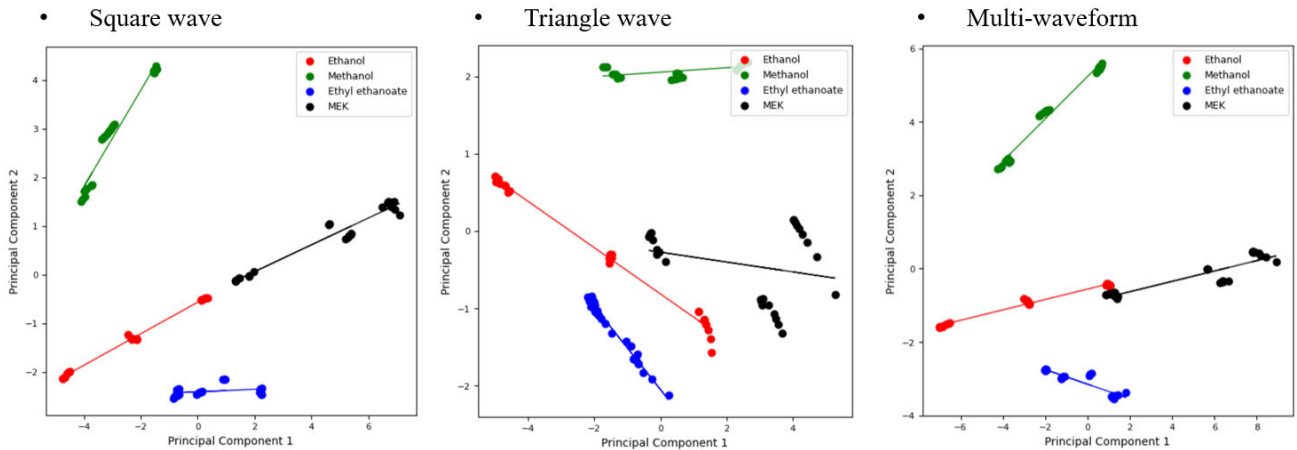 • Square wave
• Triangle wave
• Multi-waveform
Ethanol
Methanol
Ethyl ethanoate
MEK
4
3
2
1
0
−1
−2
Principal Component 2
−4
−2
0
2
4
6
Principal Component 1
Ethanol
Methanol
Ethyl ethanoate
MEK
2
1
0
−1
−2
Principal Component 2
−4
−2
0
2
4
Principal Component 1
Ethanol
Methanol
Ethyl ethanoate
MEK
6
4
2
0
−2
−4
Principal Component 2
−6
−4
−2
0
2
4
6
8
Principal Component 1